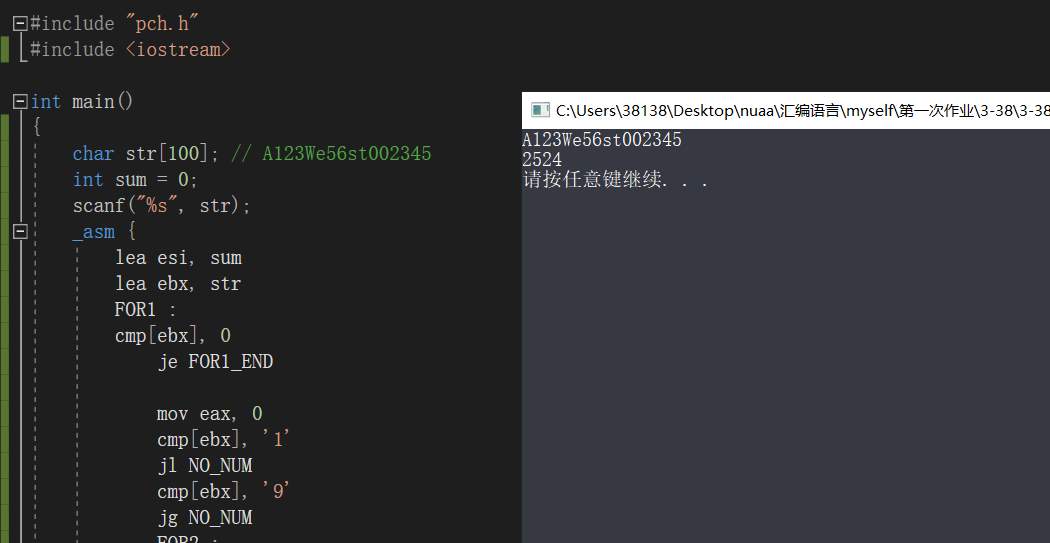 #include "pch.h"
#include <iostream>
int main()
{
char str[100]; // A123We56st002345
int sum = 0;
scanf("%s", str);
_asm {
lea esi, sum
lea ebx, str
FOR1 :
cmp[ebx], 0
je FOR1_END
mov eax, 0
cmp[ebx], '1'
jl NO_NUM
cmp[ebx], '9'
jg NO_NUM
FOR2 :
C:\Users\38138\Desktop\nuaa\汇编语言\myself\第一次作业\3-38\3-38
A123We56st002345
2524
请按任意键继续. . .